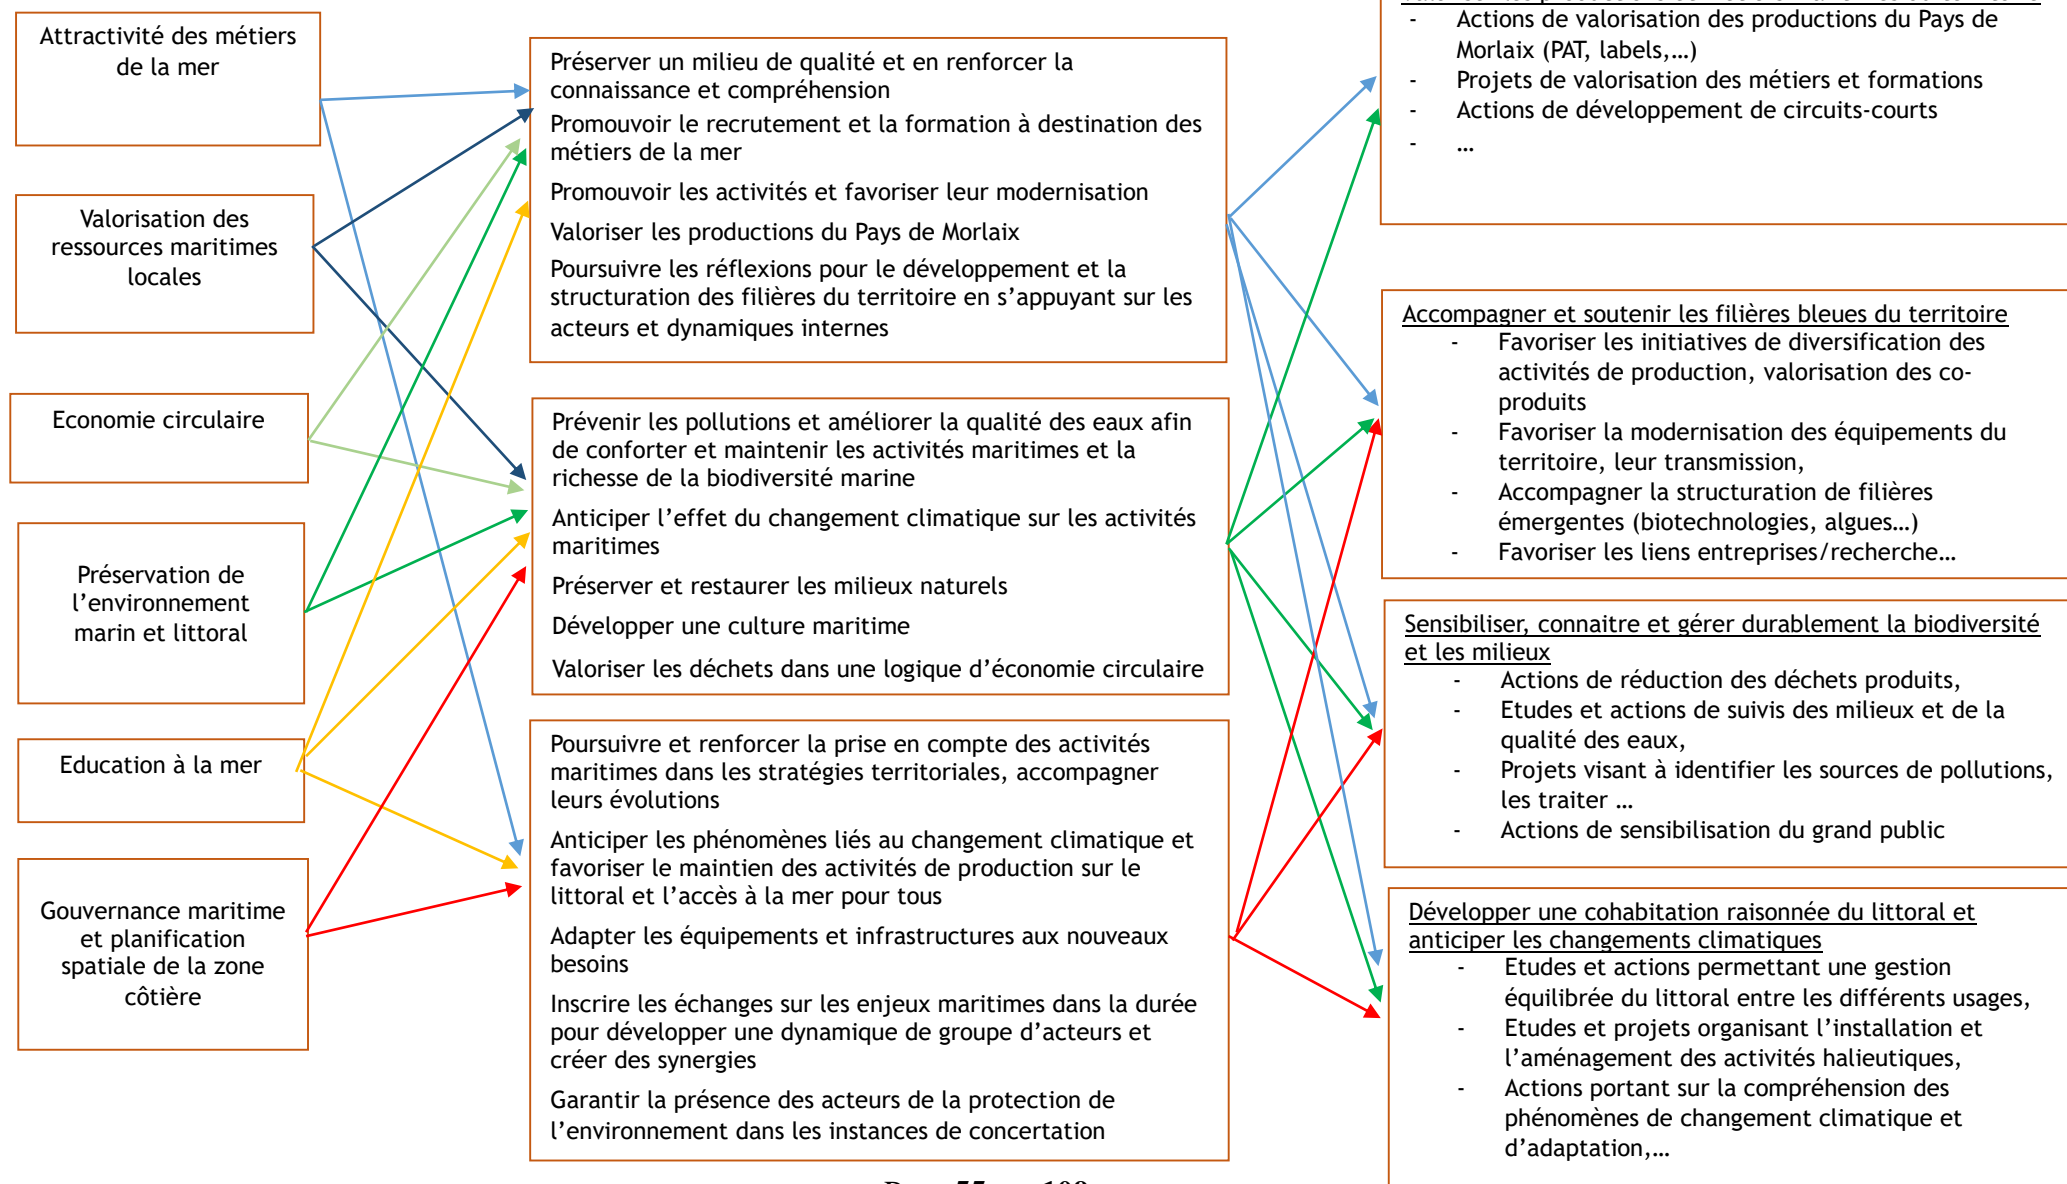 Attractivité des métiers
de la mer
Valorisation des
ressources maritimes
locales
Economie circulaire
Préservation de
l’environnement
marin et littoral
Education à la mer
Gouvernance maritime
et planification
spatiale de la zone
côtière
Préserver un milieu de qualité et en renforcer la
connaissance et compréhension
Promouvoir le recrutement et la formation à destination des
métiers de la mer
Promouvoir les activités et favoriser leur modernisation
Valoriser les productions du Pays de Morlaix
Poursuivre les réflexions pour le développement et la
structuration des filières du territoire en s’appuyant sur les
acteurs et dynamiques internes
Prévenir les pollutions et améliorer la qualité des eaux afin
de conforter et maintenir les activités maritimes et la
richesse de la biodiversité marine
Anticiper l’effet du changement climatique sur les activités
maritimes
Préserver et restaurer les milieux naturels
Développer une culture maritime
Valoriser les déchets dans une logique d’économie circulaire
Poursuivre et renforcer la prise en compte des activités
maritimes dans les stratégies territoriales, accompagner
leurs évolutions
Anticiper les phénomènes liés au changement climatique et
favoriser le maintien des activités de production sur le
littoral et l’accès à la mer pour tous
Adapter les équipements et infrastructures aux nouveaux
besoins
Inscrire les échanges sur les enjeux maritimes dans la durée
pour développer une dynamique de groupe d’acteurs et
créer des synergies
Garantir la présence des acteurs de la protection de
l’environnement dans les instances de concertation
- Actions de valorisation des productions du Pays de
Morlaix (PAT, labels,…)
- Projets de valorisation des métiers et formations
- Actions de développement de circuits-courts
- …
Accompagner et soutenir les filières bleues du territoire
- Favoriser les initiatives de diversification des
activités de production, valorisation des co-
produits
- Favoriser la modernisation des équipements du
territoire, leur transmission,
- Accompagner la structuration de filières
émergentes (biotechnologies, algues…)
- Favoriser les liens entreprises/recherche…
Sensibiliser, connaitre et gérer durablement la biodiversité
et les milieux
- Actions de réduction des déchets produits,
- Etudes et actions de suivis des milieux et de la
qualité des eaux,
- Projets visant à identifier les sources de pollutions,
les traiter …
- Actions de sensibilisation du grand public
Développer une cohabitation raisonnée du littoral et
anticiper les changements climatiques
- Etudes et actions permettant une gestion
équilibrée du littoral entre les différents usages,
- Etudes et projets organisant l’installation et
l’aménagement des activités halieutiques,
- Actions portant sur la compréhension des
phénomènes de changement climatique et
d’adaptation,…